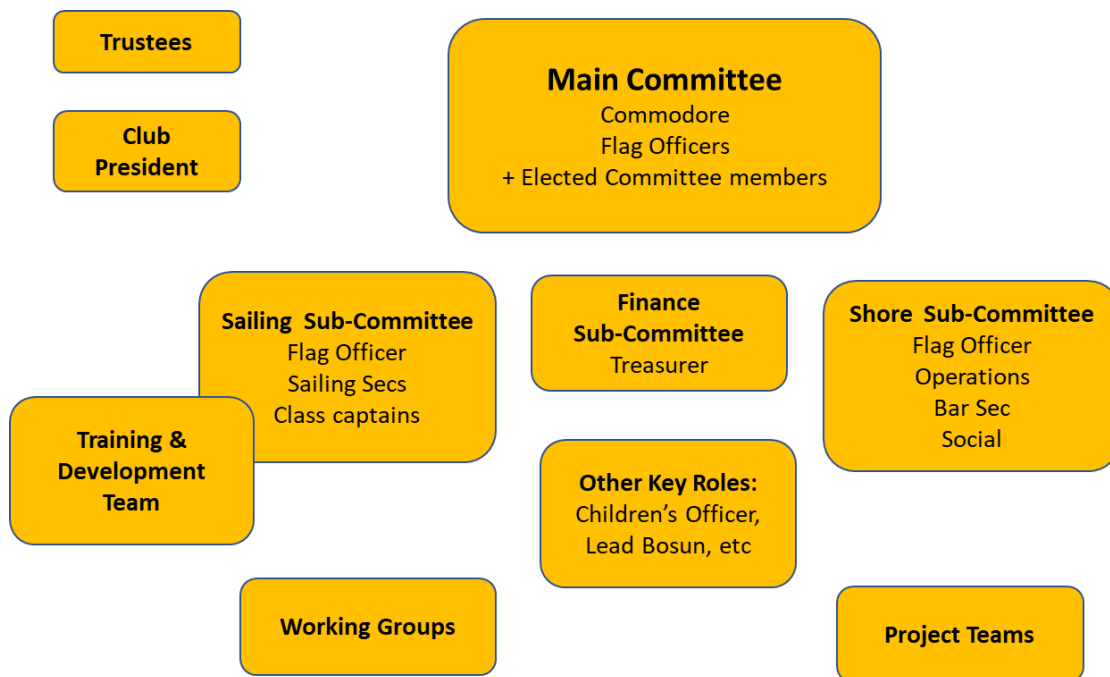 Trustees
Club
President
Main Committee
Commodore
Flag Officers
+ Elected Committee members
Sailing Sub-Committee
Flag Officer
Sailing Secs
Class captains
Training &
Development
Team
Finance
Sub-Committee
Treasurer
Shore Sub-Committee
Flag Officer
Operations
Bar Sec
Social
Other Key Roles:
Children’s Officer,
Lead Bosun, etc
Working Groups
Project Teams